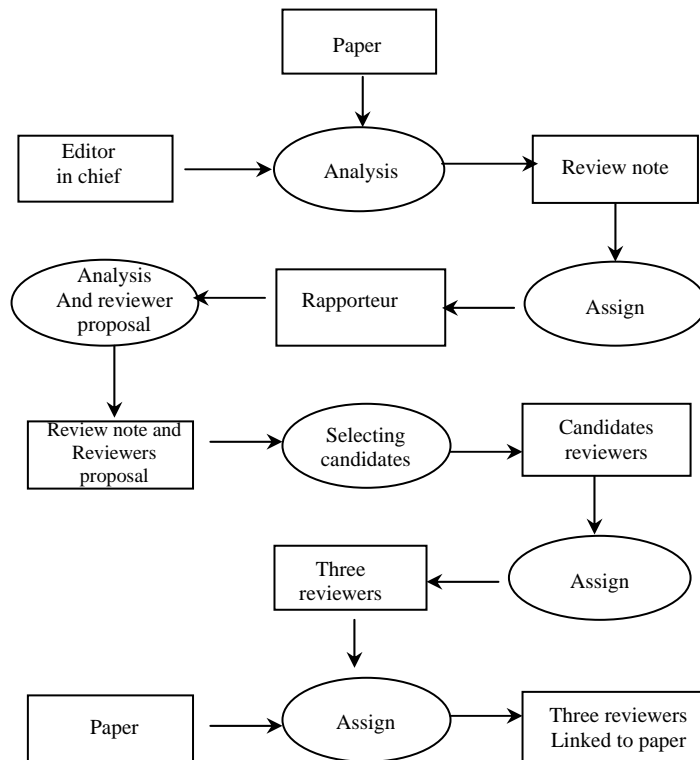 Paper
Editor
in chief
Analysis
Review note
Analysis
And reviewer
proposal
Rapporteur
Assign
Review note and
Reviewers
proposal
Selecting
candidates
Candidates
reviewers
Three
reviewers
Assign
Paper
Assign
Three reviewers
Linked to paper